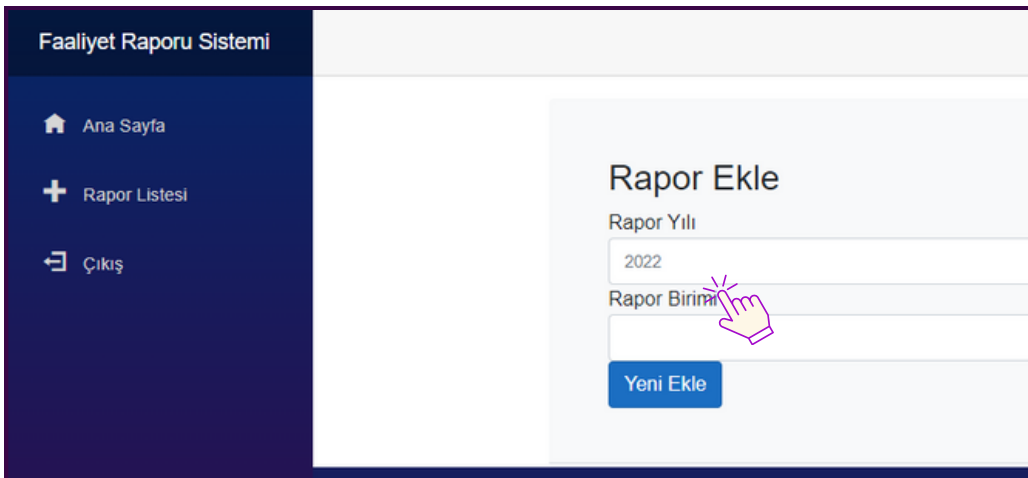 Faaliyet Raporu Sistemi
Ana Sayfa
Rapor Listesi
Çıkış
Rapor Ekle
Rapor Yılı
2022
Rapor Birimi
Yeni Ekle